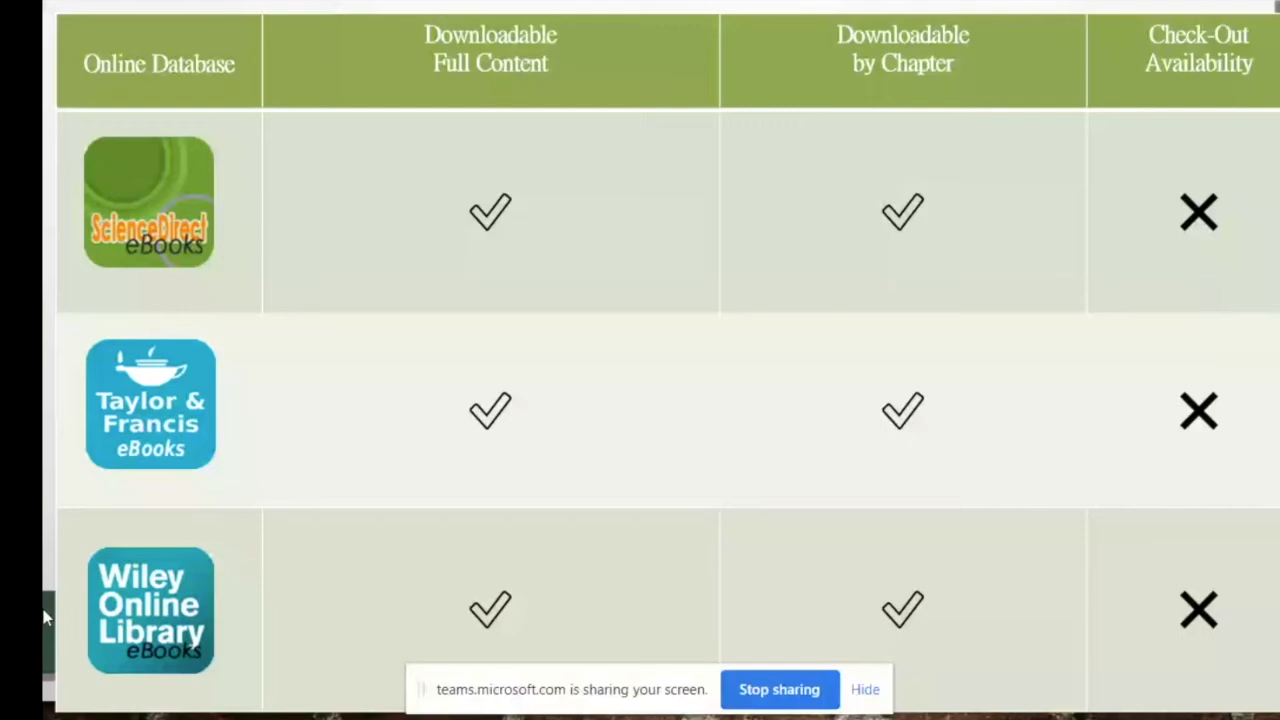 Online Database
Downloadable
Full Content
Downloadable
by Chapter
Check-Out
Availability
ScienceDirect
eBooks
Taylor &
Francis
eBooks
Wiley
Online
Library
eBooks
teams.microsoft.com is sharing your screen.
Stop sharing
Hide